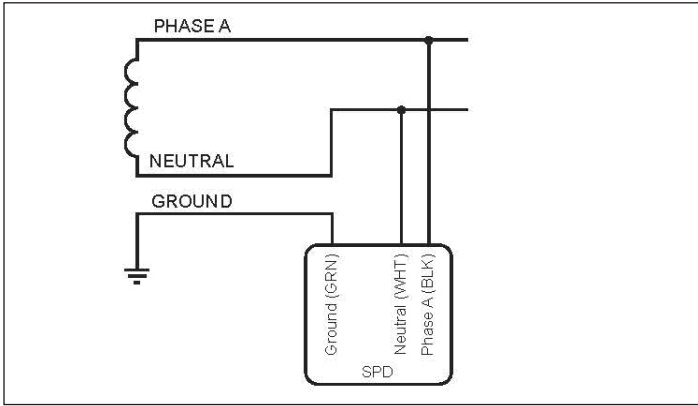 PHASE A
NEUTRAL
GROUND
Ground (GRN)
Neutral (WHT)
Phase A (BLK)
SPD